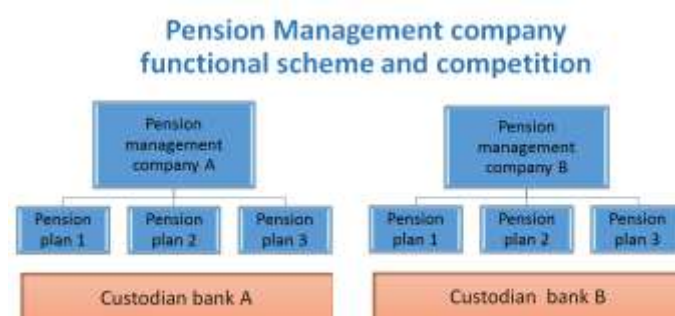 Pension Management company
functional scheme and competition
Pension
management
company A
Pension
management
company B
Pension
plan 1
Pension
plan 2
Pension
plan 3
Pension
plan 1
Pension
plan 2
Pension
plan 3
Custodian bank A
Custodian bank B